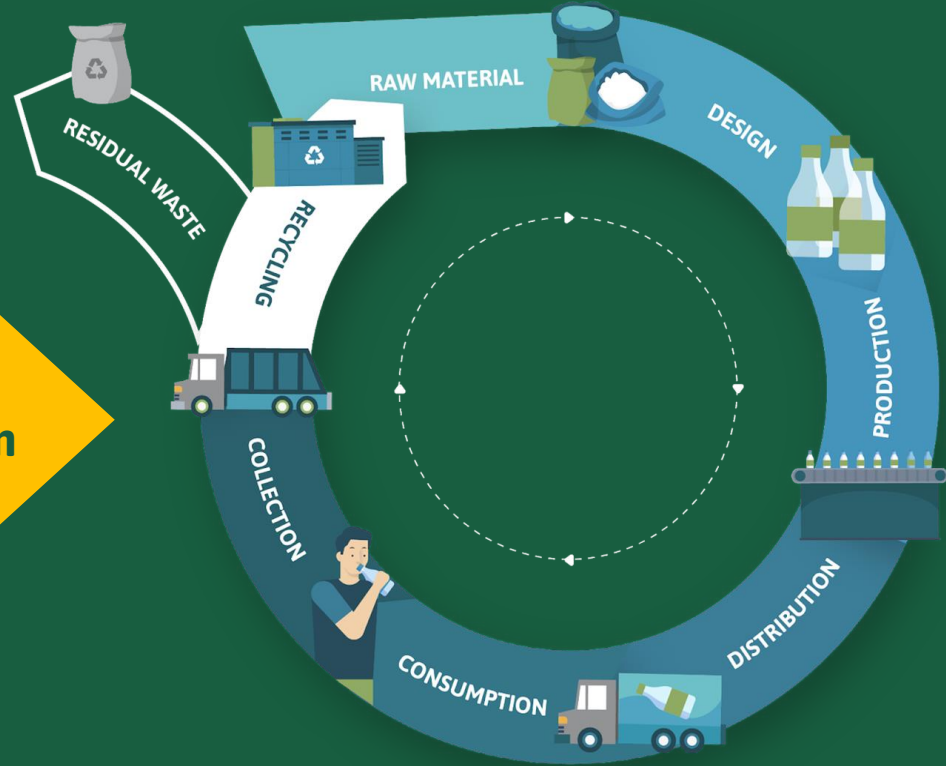 RAW MATERIAL
DESIGN
PRODUCTION
DISTRIBUTION
CONSUMPTION
COLLECTION
RECYCLING
RESIDUAL WASTE